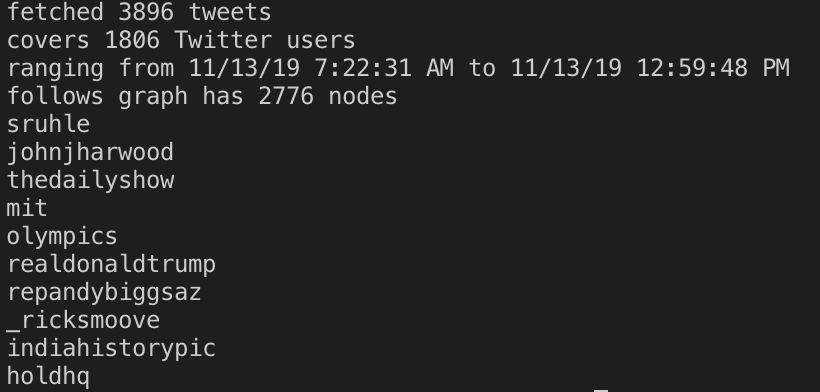 fetched 3896 tweets
covers 1806 Twitter users
ranging from 11/13/19 7:22:31 AM to 11/13/19 12:59:48 PM
follows graph has 2776 nodes
sruhle
johnjharwood
thedailyshow
mit
olympics
realdonaldtrump
repandybiggsaz
_ricksmoove
indiahistorypic
holdhq